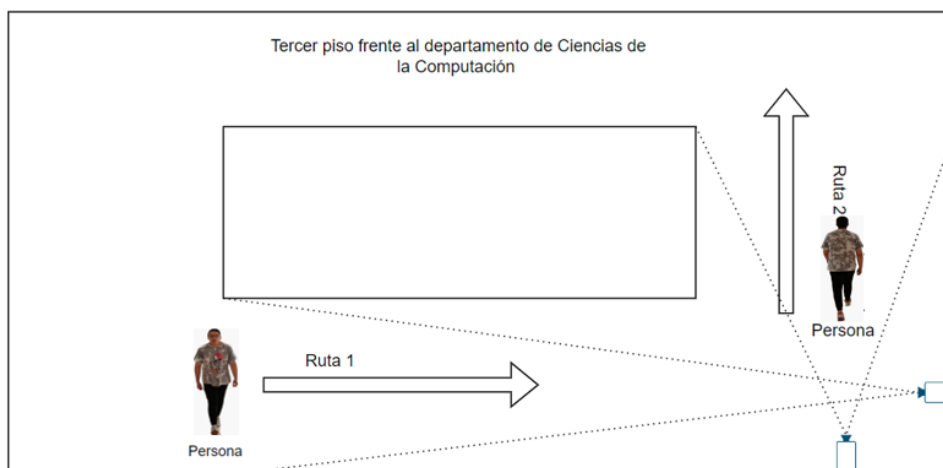 Tercer piso frente al departamento de Ciencias de
la Computación
Ruta 2
Persona
Ruta 1
Persona